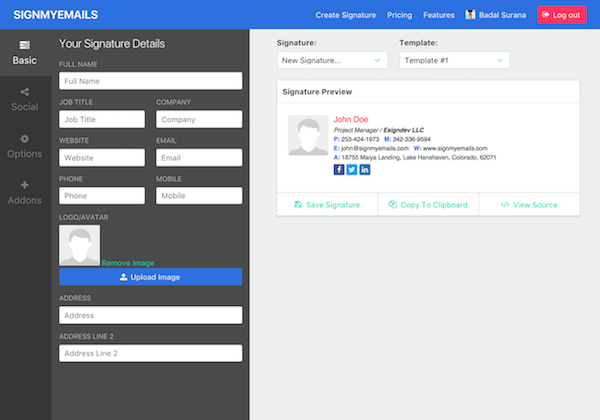 SIGNMYEMAILS
Create Signature Pricing Features Badal Surana Log out
Basic
Social
Options
Addons
Your Signature Details
FULL NAME
Full Name
JOB TITLE COMPANY
Job Title Company
WEBSITE EMAIL
Website Email
PHONE MOBILE
Phone Mobile
LOGO/AVATAR
Remove Image
Upload Image
ADDRESS
Address
ADDRESS LINE 2
Address Line 2
Signature: Template:
New Signature... Template #1
Signature Preview
John Doe
Project Manager / Eaigndev LLC
P: 253-424-1973 M: 342-336-9594
E: john@signmyemails.com W: www.signmyemails.com
A: 18755 Maiya Landing, Lake Hanshaven, Colorado, 62071
Save Signature Copy To Clipboard View Source